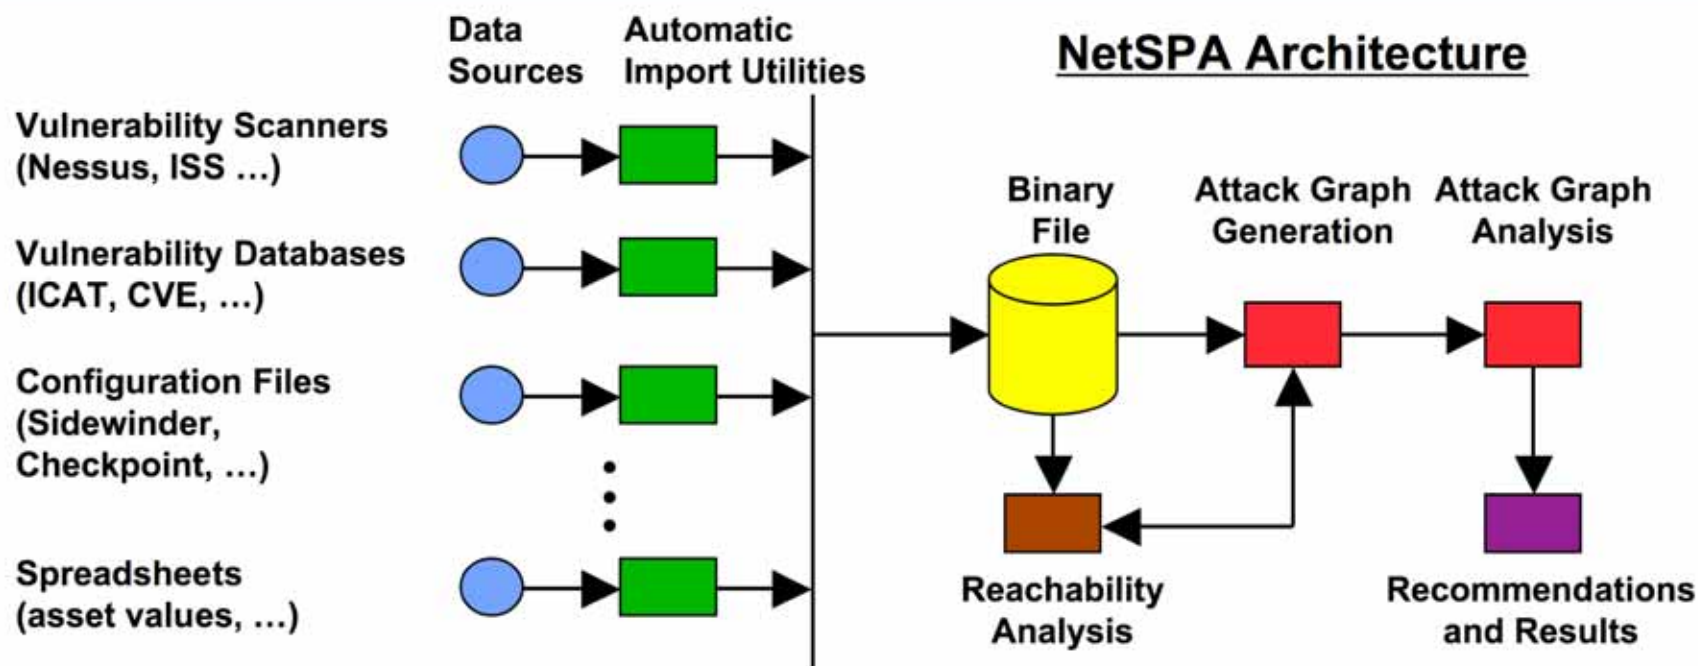 Data
Sources
Automatic
Import Utilities
NetSPA Architecture
Vulnerability Scanners
(Nessus, ISS …)
Vulnerability Databases
(ICAT, CVE, …)
Configuration Files
(Sidewinder,
Checkpoint, …)
Spreadsheets
(asset values, …)
Binary
File
Attack Graph
Generation
Attack Graph
Analysis
Reachability
Analysis
Recommendations
and Results